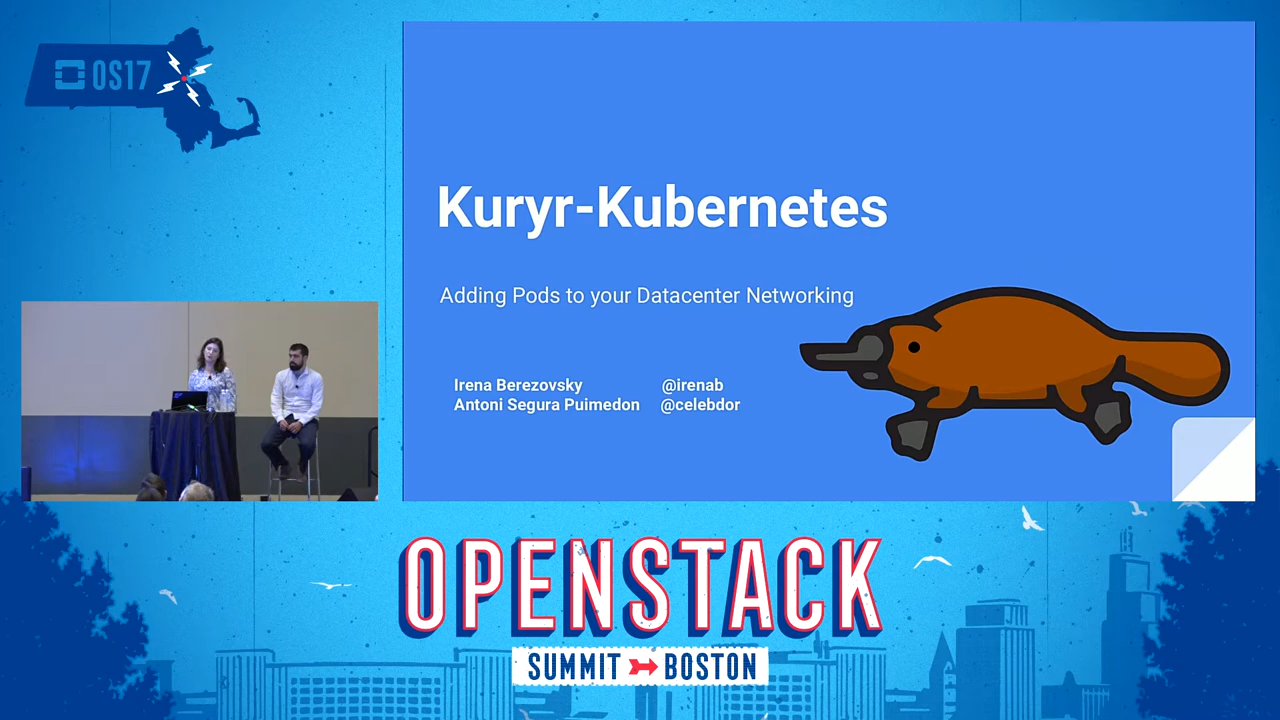 OS17
Kuryr-Kubernetes
Adding Pods to your Datacenter Networking
Irena Berezovsky @irenab
Antoni Segura Puimedon @celebdor
OPENSTACK
SUMMIT BOSTON